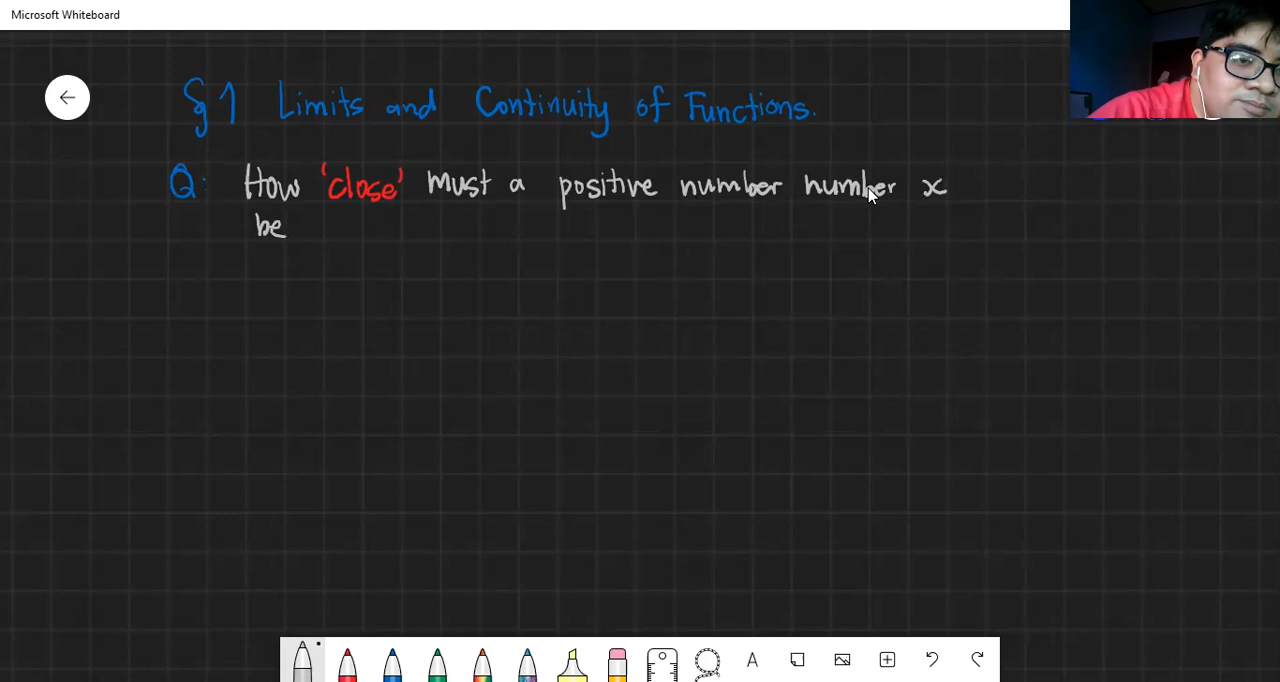 Microsoft Whiteboard
§1 Limits and Continuity of Functions.
Q: How 'close' must a positive number number x
be
A